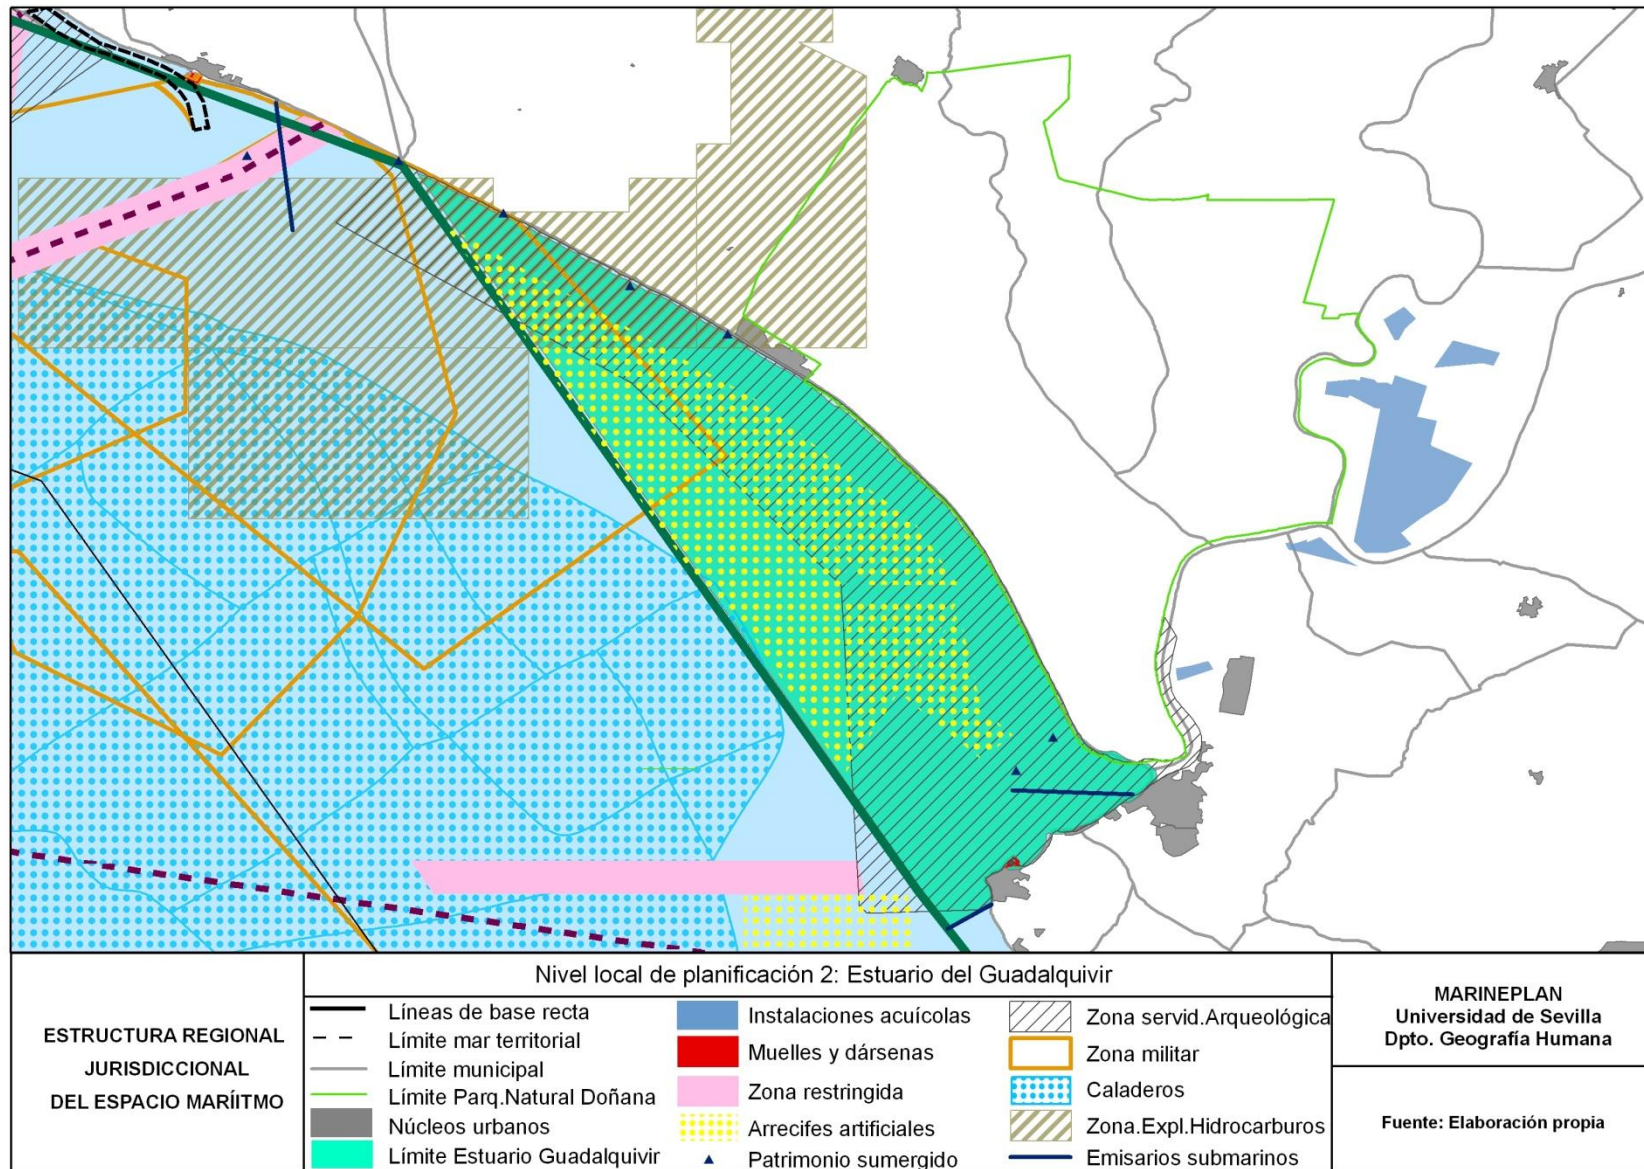 Nivel local de planificación 2: Estuario del Guadalquivir
ESTRUCTURA REGIONAL
JURISDICCIONAL
DEL ESPACIO MARÍITMO
Líneas de base recta
Límite mar territorial
Límite municipal
Límite Parq.Natural Doñana
Núcleos urbanos
Límite Estuario Guadalquivir
Instalaciones acuícolas
Muelles y dársenas
Zona restringida
Arrecifes artificiales
Patrimonio sumergido
Zona servid.Arqueológica
Zona militar
Caladeros
Zona.Expl.Hidrocarburos
Emisarios submarinos
MARINEPLAN
Universidad de Sevilla
Dpto. Geografía Humana
Fuente: Elaboración propia